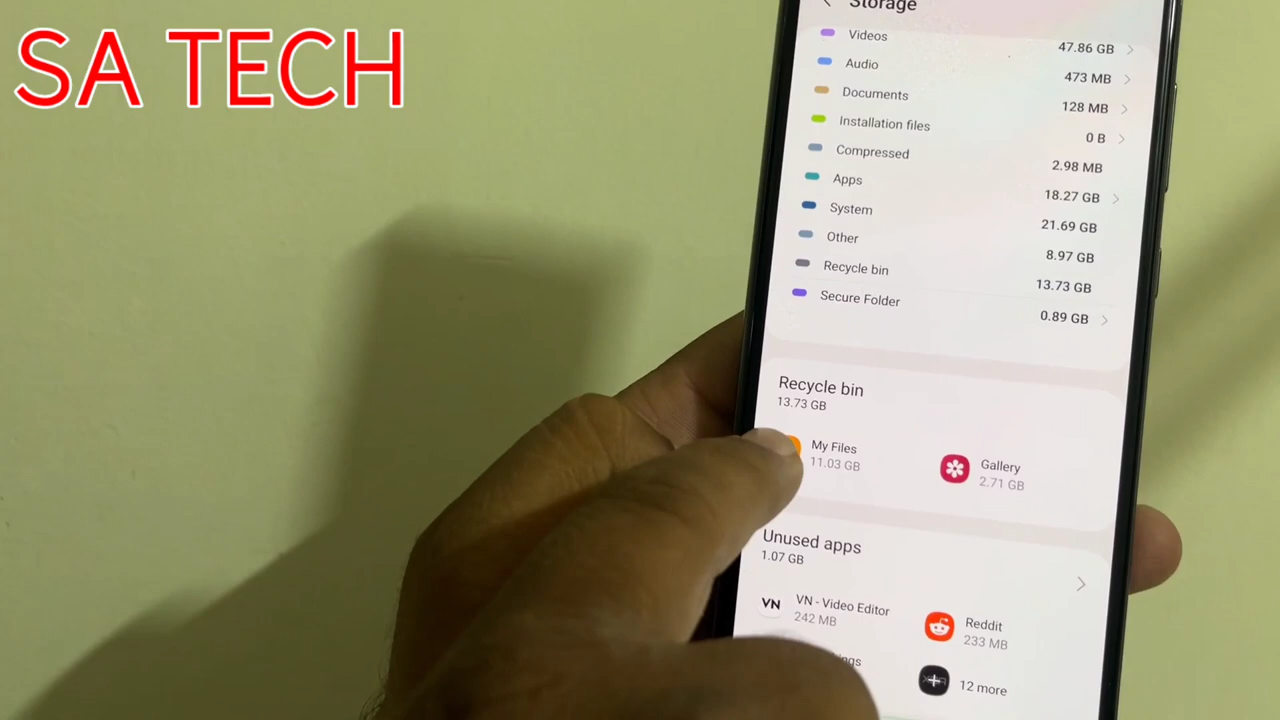 SA TECH
Storage
Videos 47.86 GB
Audio 473 MB
Documents 128 MB
Installation files 0 B
Compressed 2.98 MB
Apps 18.27 GB
System 21.69 GB
Other 8.97 GB
Recycle bin 13.73 GB
Secure Folder 0.89 GB
Recycle bin
13.73 GB
My Files
11.03 GB
Gallery
2.71 GB
Unused apps
1.07 GB
VN
VN - Video Editor
242 MB
Reddit
233 MB
12 more